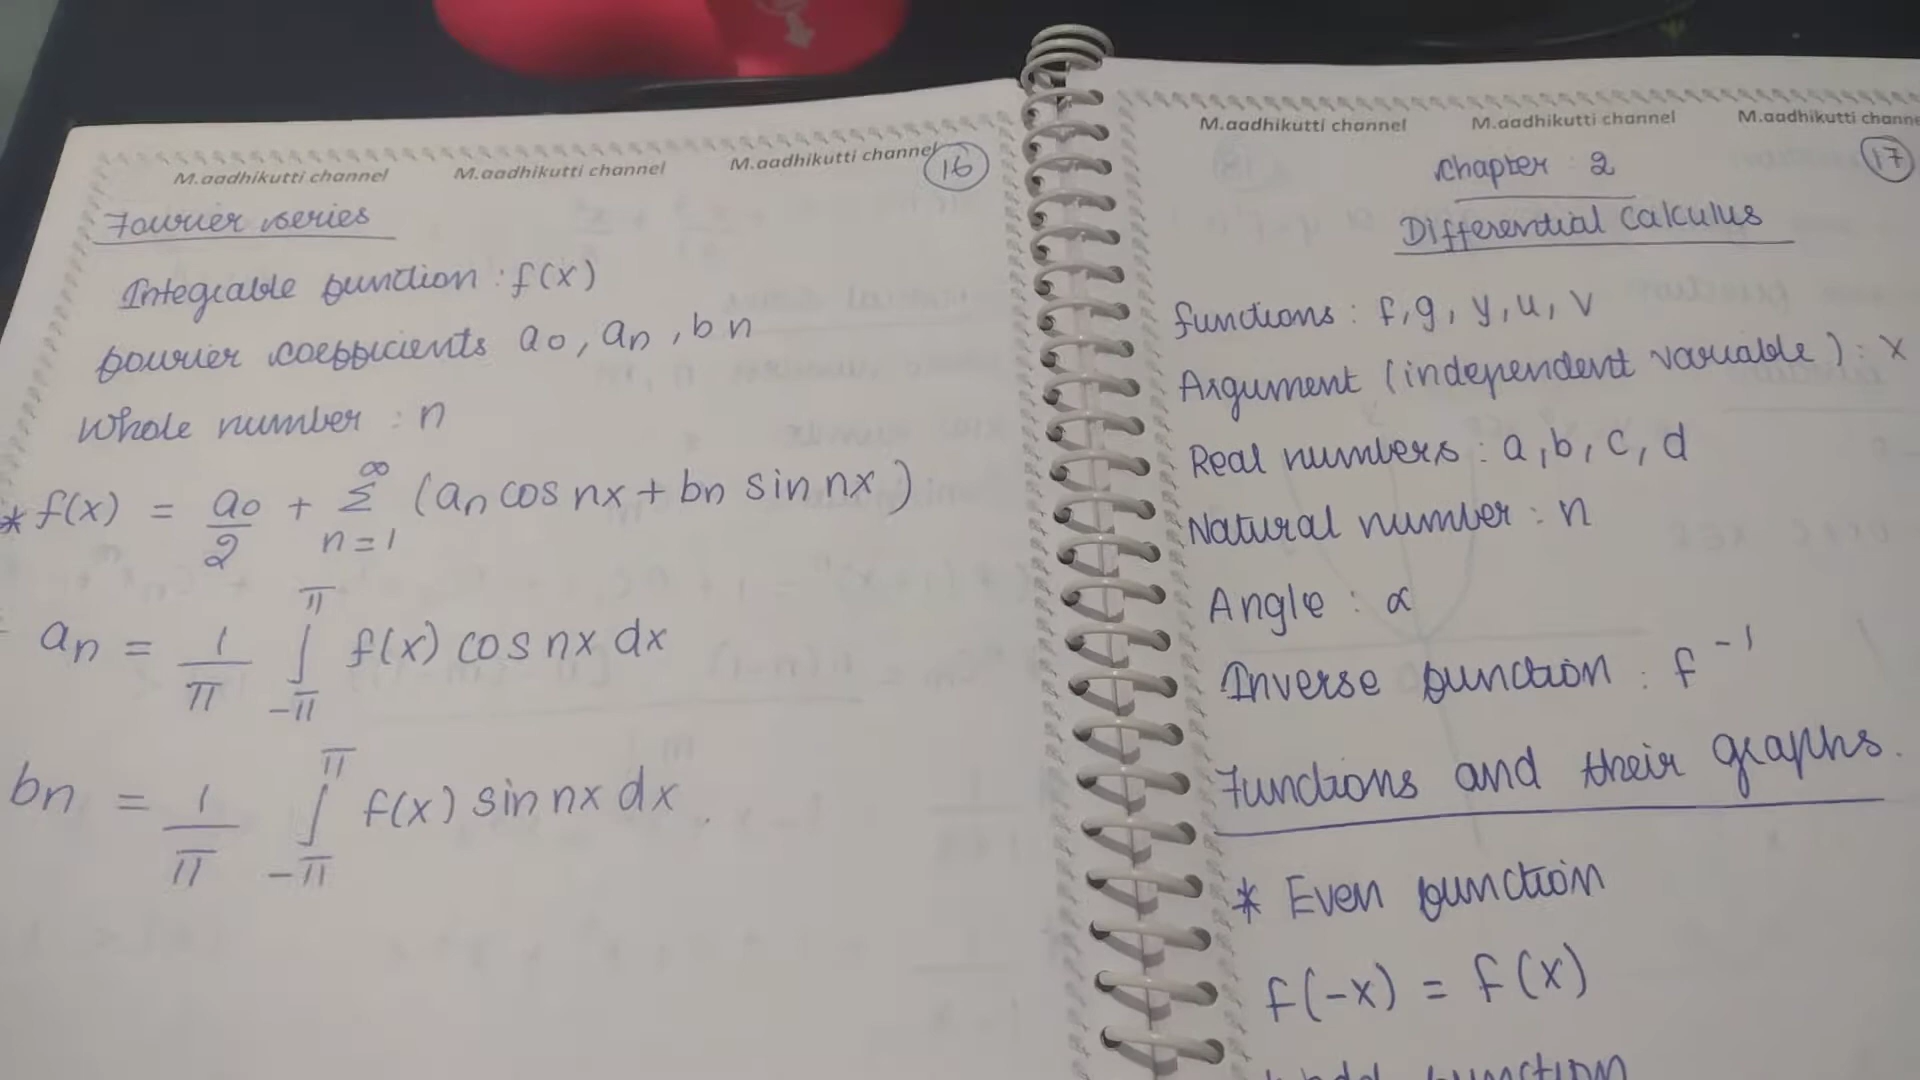 M.aadhikutti channel M.aadhikutti channel M.aadhikutti channel
16
Fourier series
Integrable function : f(x)
fourier coefficients a₀, aₙ, bₙ
Whole number : n
* f(x) = a₀/2 + ∞ Σ n=1 (aₙ cos nx + bₙ sin nx)
aₙ = 1/π ∫ π -π f(x) cos nx dx
bₙ = 1/π ∫ π -π f(x) sin nx dx.
M.aadhikutti channel M.aadhikutti channel M.aadhikutti channe
17
Chapter : 2
Differential Calculus
functions : f, g, y, u, v
Argument (independent variable) : x
Real numbers : a, b, c, d
Natural number : n
Angle : α
Inverse function : f⁻¹
Functions and their graphs.
* Even function
f(-x) = f(x)
function